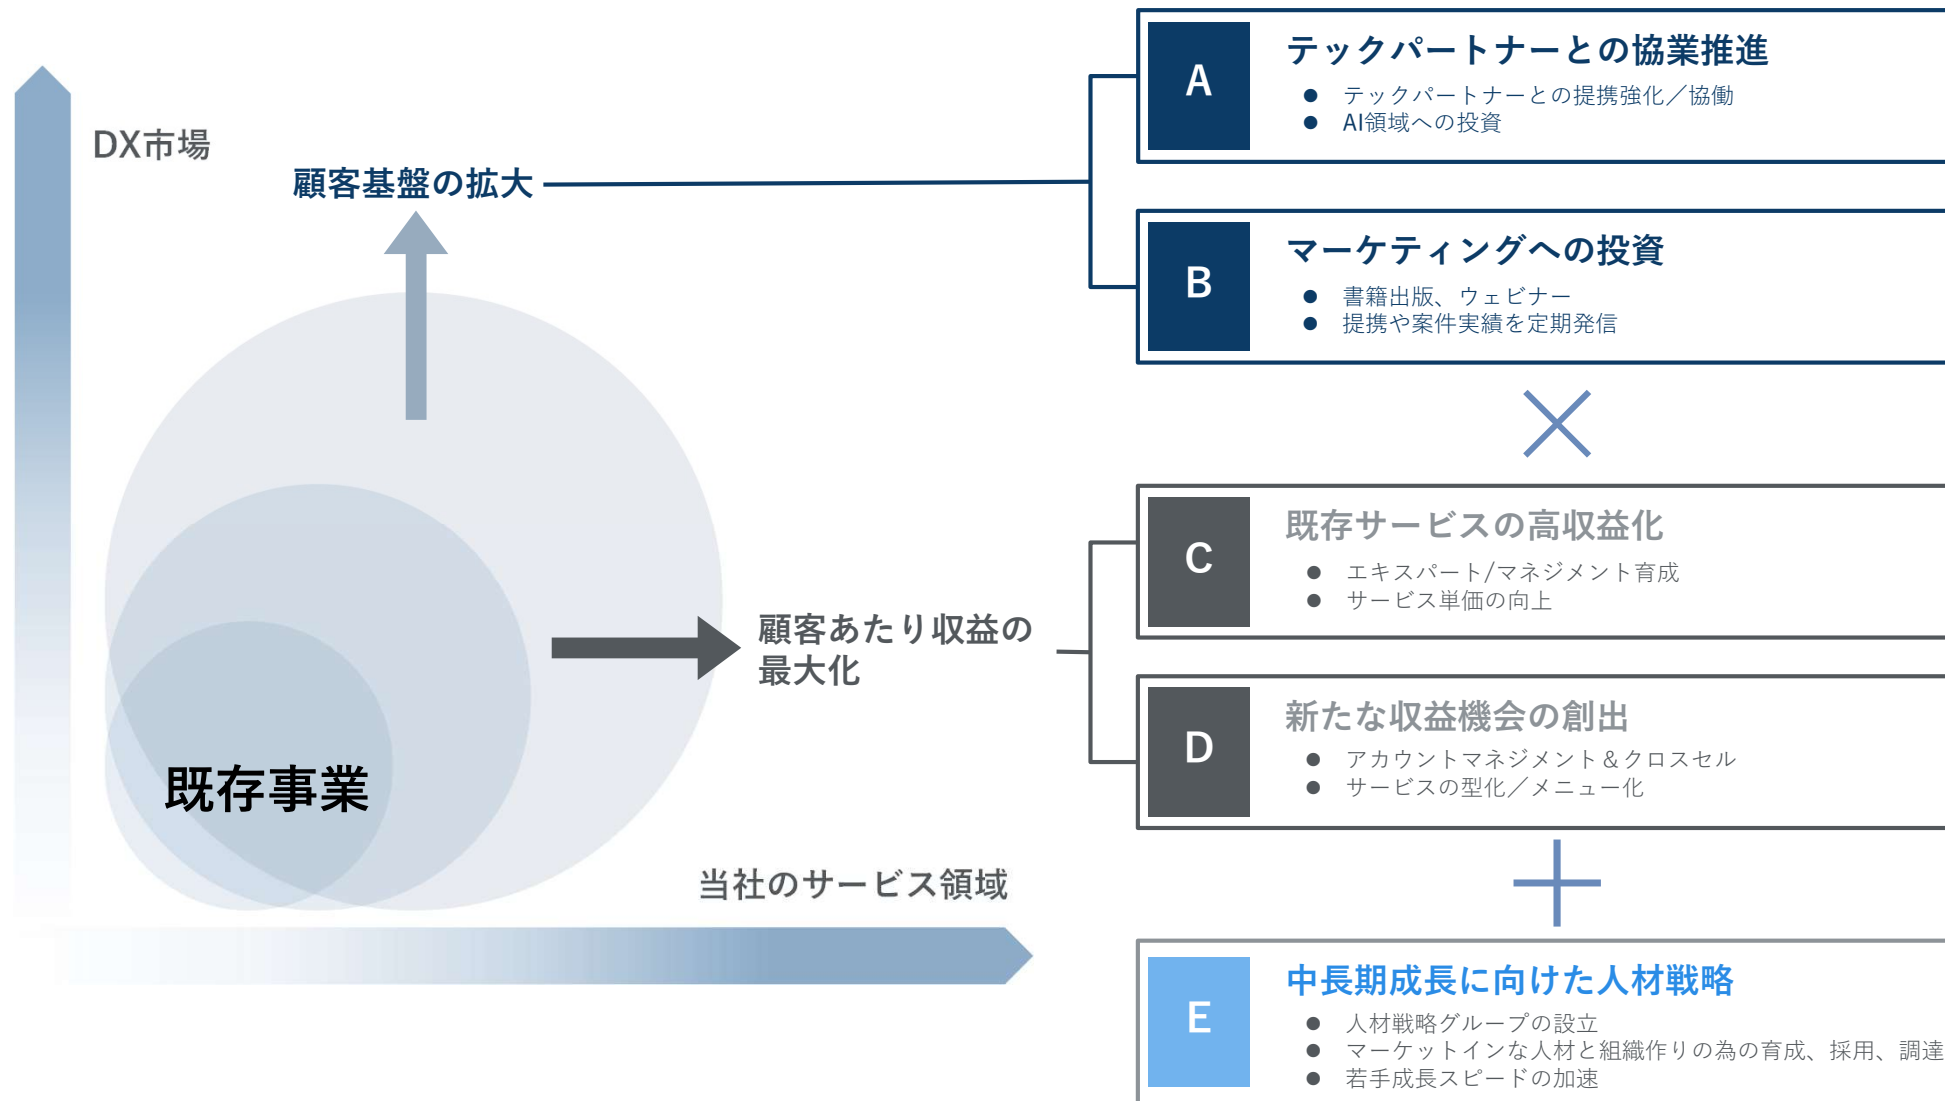 DX市場
顧客基盤の拡大
既存事業
顧客あたり収益の
最大化
当社のサービス領域
A
テックパートナーとの協業推進
● テックパートナーとの提携強化／協働
● AI領域への投資
B
マーケティングへの投資
● 書籍出版、ウェビナー
● 提携や案件実績を定期発信
×
C
既存サービスの高収益化
● エキスパート/マネジメント育成
● サービス単価の向上
D
新たな収益機会の創出
● アカウントマネジメント＆クロスセル
● サービスの型化／メニュー化
+
E
中長期成長に向けた人材戦略
● 人材戦略グループの設立
● マーケットインな人材と組織作りの為の育成、採用、調達
● 若手成長スピードの加速